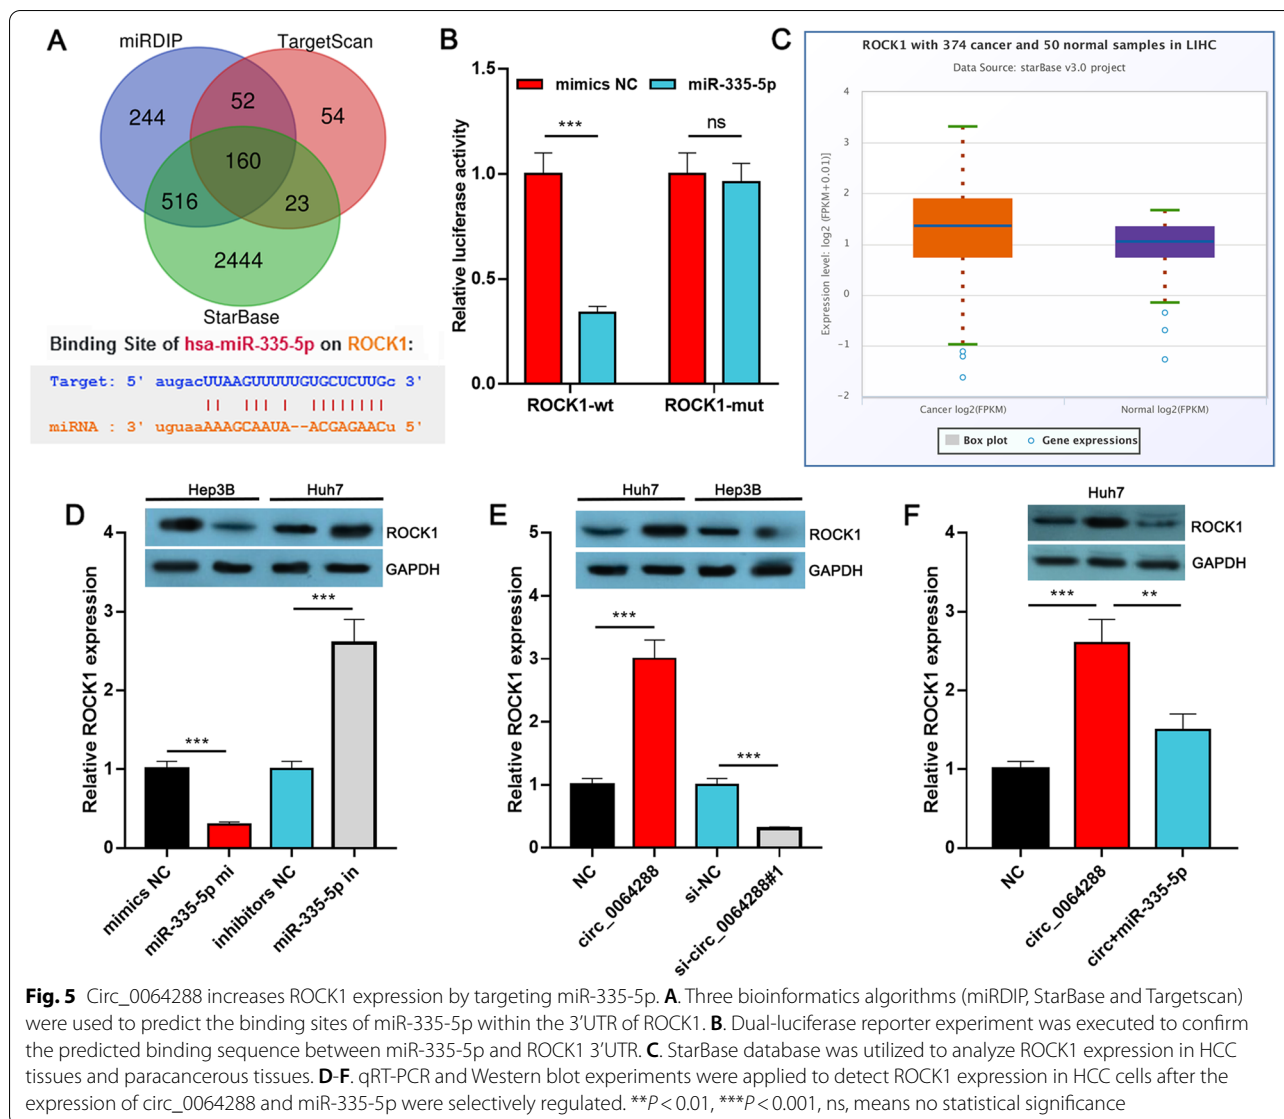 A
miRDIP
TargetScan
244
52
54
160
516
23
2444
StarBase
Binding Site of hsa-miR-335-5p on ROCK1:
Target: 5' augacUUAAGUUUUUGUGCUCUUGc 3'
miRNA : 3' uguaaAAAGCAAUA--ACGAGAACu 5'
B
mimics NC
miR-335-5p
Relative luciferase activity
1.5
1.0
0.5
0.0
***
ns
ROCK1-wt
ROCK1-mut
C
ROCK1 with 374 cancer and 50 normal samples in LIHC
Data Source: starBase v3.0 project
Expression level: log2 (FPKM+0.01)]
4
3
2
1
0
-1
-2
Cancer log2(FPKM)
Normal log2(FPKM)
Box plot
Gene expressions
D
Hep3B
Huh7
ROCK1
GAPDH
Relative ROCK1 expression
4
3
2
1
0
***
***
mimics NC
miR-335-5p mi
inhibitors NC
miR-335-5p in
E
Huh7
Hep3B
ROCK1
GAPDH
Relative ROCK1 expression
5
4
3
2
1
0
***
***
NC
circ_0064288
si-NC
si-circ_0064288#1
F
Huh7
ROCK1
GAPDH
Relative ROCK1 expression
4
3
2
1
0
***
**
NC
circ_0064288
circ+miR-335-5p
Fig. 5 Circ_0064288 increases ROCK1 expression by targeting miR-335-5p. A. Three bioinformatics algorithms (miRDIP, StarBase and Targetscan)
were used to predict the binding sites of miR-335-5p within the 3’UTR of ROCK1. B. Dual-luciferase reporter experiment was executed to confirm
the predicted binding sequence between miR-335-5p and ROCK1 3’UTR. C. StarBase database was utilized to analyze ROCK1 expression in HCC
tissues and paracancerous tissues. D-F. qRT-PCR and Western blot experiments were applied to detect ROCK1 expression in HCC cells after the
expression of circ_0064288 and miR-335-5p were selectively regulated. **P < 0.01, ***P < 0.001, ns, means no statistical significance